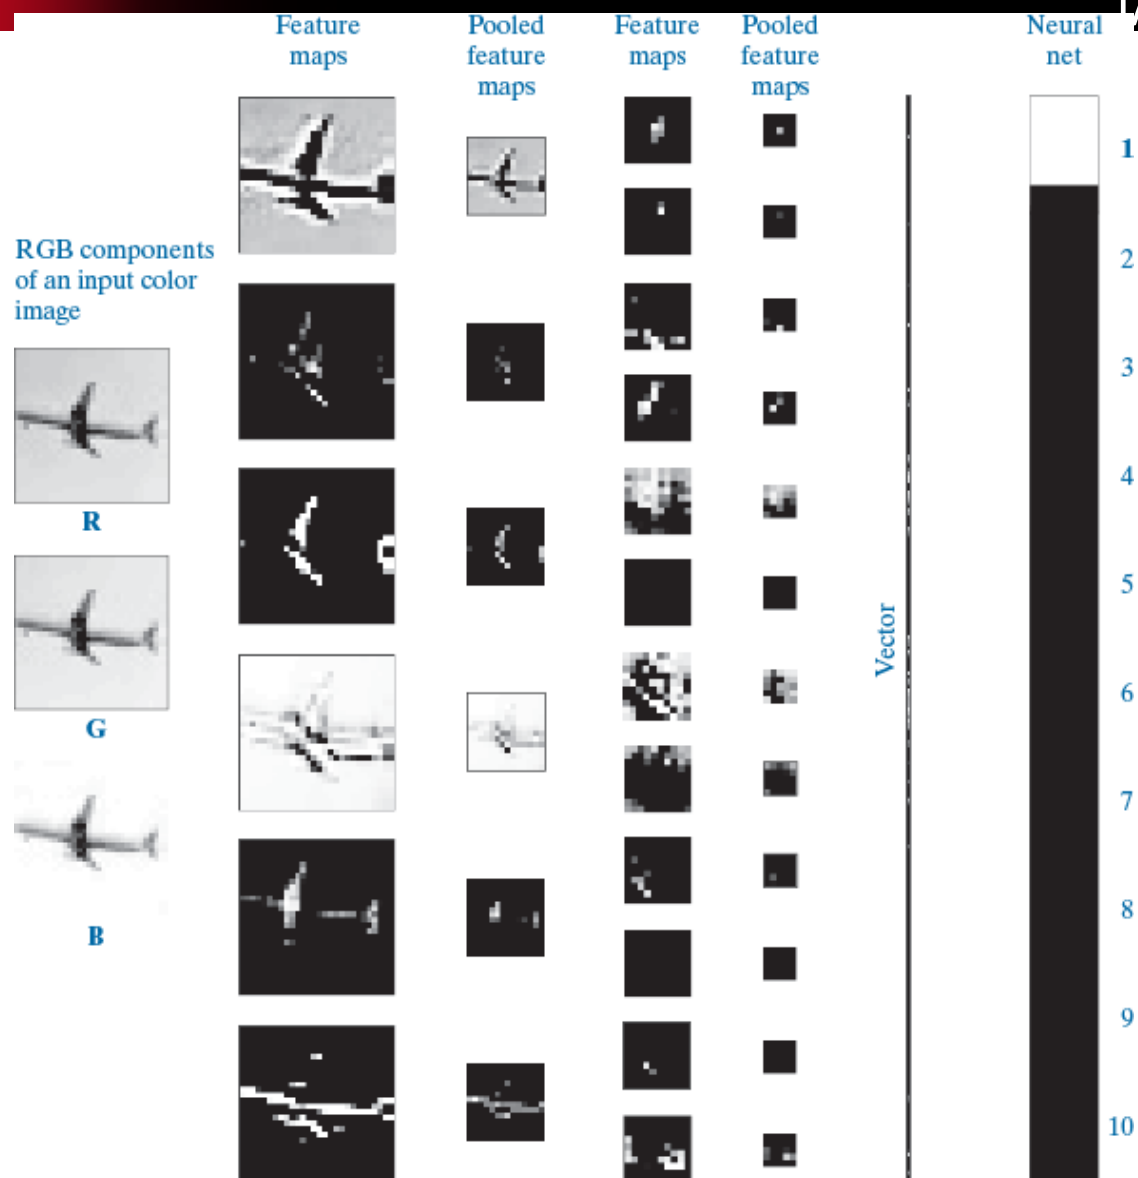 Feature
maps
Pooled
feature
maps
Feature
maps
Pooled
feature
maps
Neural
net
RGB components
of an input color
image
R
G
B
Vector
1
2
3
4
5
6
7
8
9
10